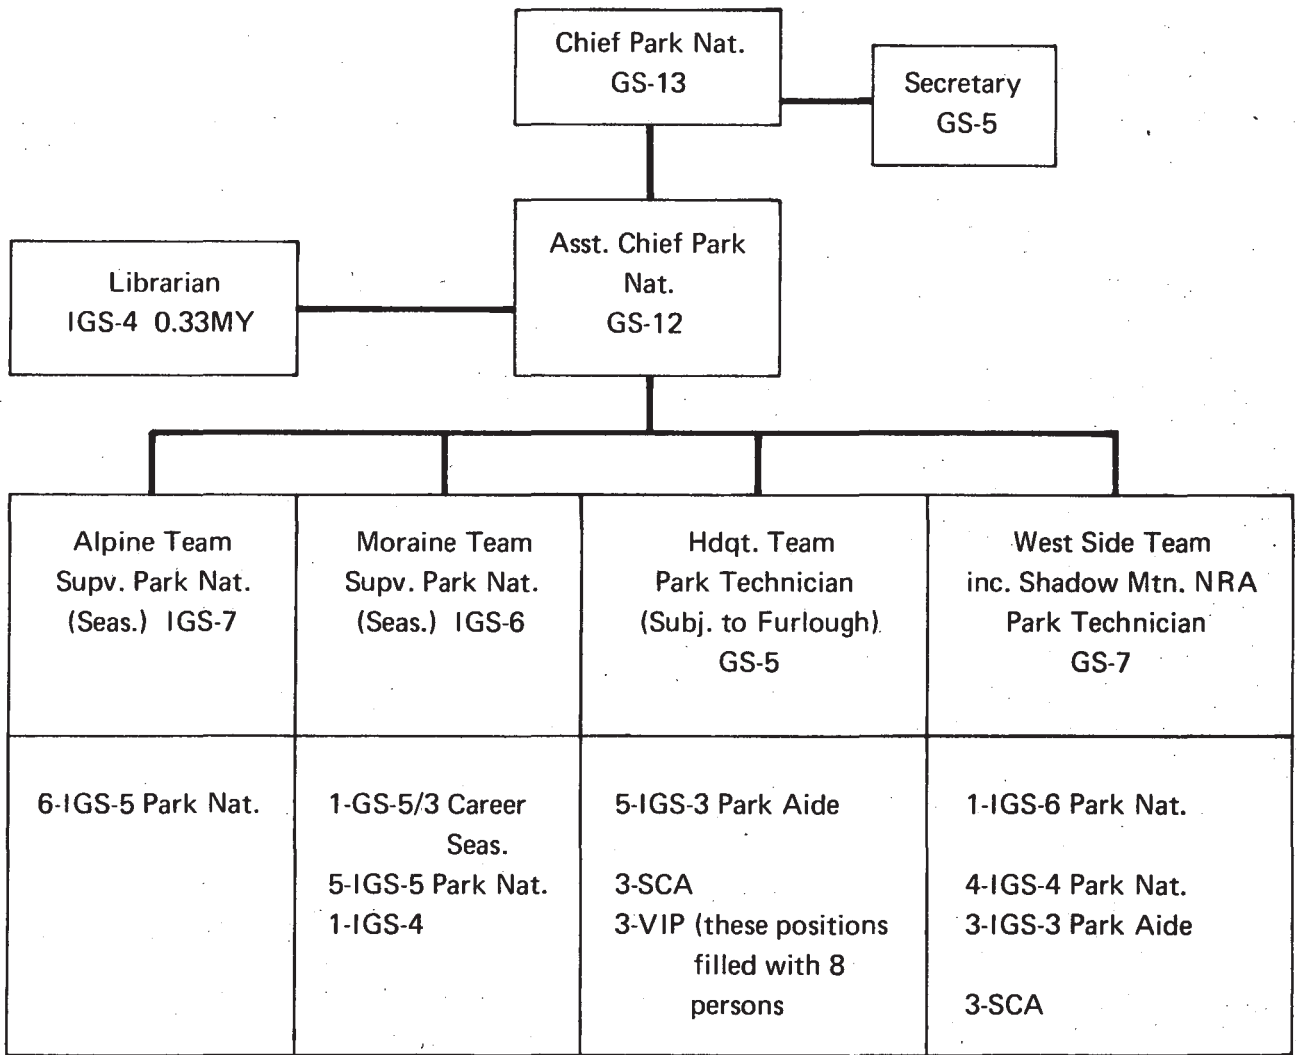 Chief Park Nat.
GS-13
Secretary
GS-5
Asst. Chief Park
Nat.
GS-12
Librarian
IGS-4 0.33MY
Alpine Team
Supv. Park Nat.
(Seas.) IGS-7
Moraine Team
Supv. Park Nat.
(Seas.) IGS-6
Hdqt. Team
Park Technician
(Subj. to Furlough)
GS-5
West Side Team
inc. Shadow Mtn. NRA
Park Technician
GS-7
6-IGS-5 Park Nat.
1-GS-5/3 Career
Seas.
5-IGS-5 Park Nat.
1-IGS-4
5-IGS-3 Park Aide
3-SCA
3-VIP (these positions
filled with 8
persons
1-IGS-6 Park Nat.
4-IGS-4 Park Nat.
3-IGS-3 Park Aide
3-SCA